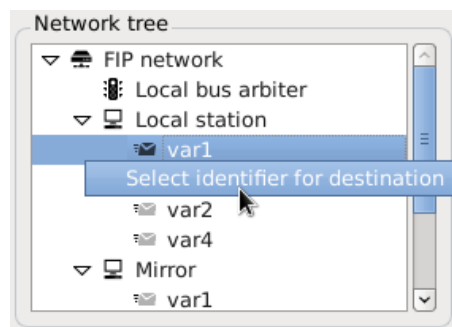 Network tree
FIP network
Local bus arbiter
Local station
var1
Select identifier for destination
var2
var4
Mirror
var1